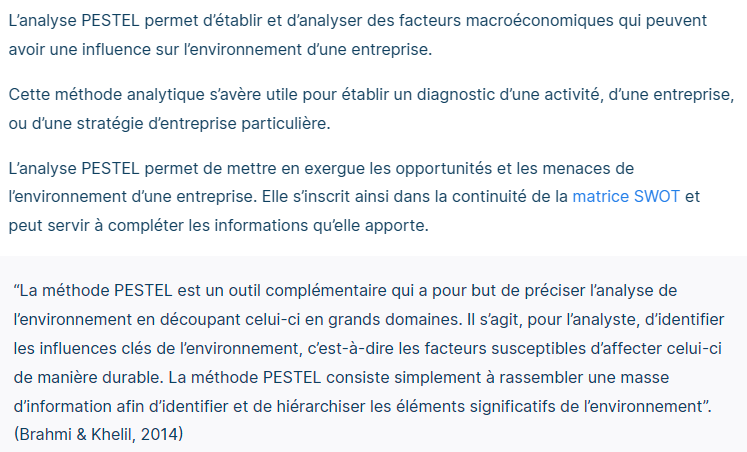 L’analyse PESTEL permet d’établir et d’analyser des facteurs macroéconomiques qui peuvent
avoir une influence sur l’environnement d’une entreprise.
Cette méthode analytique s’avère utile pour établir un diagnostic d’une activité, d’une entreprise,
ou d’une stratégie d’entreprise particulière.
L’analyse PESTEL permet de mettre en exergue les opportunités et les menaces de
l’environnement d’une entreprise. Elle s’inscrit ainsi dans la continuité de la matrice SWOT et
peut servir à compléter les informations qu’elle apporte.
“La méthode PESTEL est un outil complémentaire qui a pour but de préciser l’analyse de
l’environnement en découpant celui-ci en grands domaines. Il s’agit, pour l’analyste, d’identifier
les influences clés de l’environnement, c’est-à-dire les facteurs susceptibles d’affecter celui-ci
de manière durable. La méthode PESTEL consiste simplement à rassembler une masse
d’information afin d’identifier et de hiérarchiser les éléments significatifs de l’environnement”.
(Brahmi & Khelil, 2014)